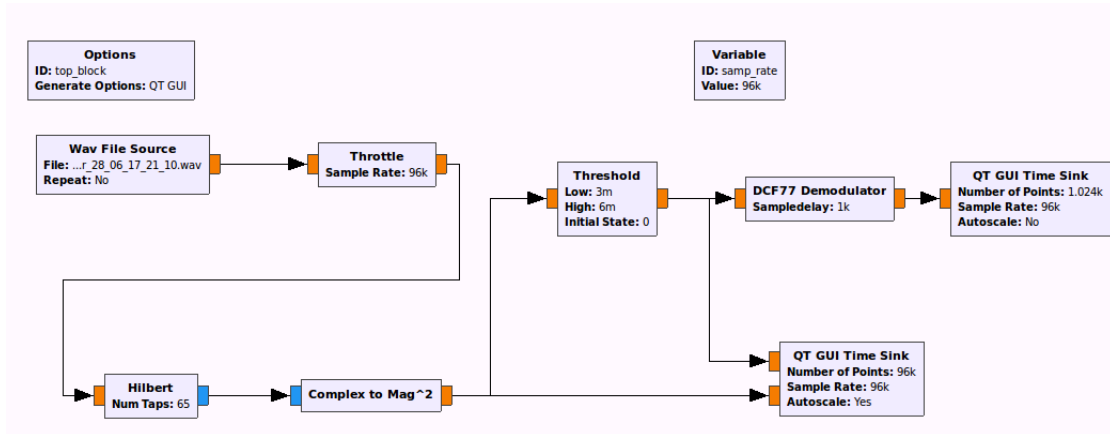 Options
ID: top_block
Generate Options: QT GUI
Variable
ID: samp_rate
Value: 96k
Wav File Source
File: ...r_28_06_17_21_10.wav
Repeat: No
Throttle
Sample Rate: 96k
Threshold
Low: 3m
High: 6m
Initial State: 0
DCF77 Demodulator
Sampledelay: 1k
QT GUI Time Sink
Number of Points: 1.024k
Sample Rate: 96k
Autoscale: No
Hilbert
Num Taps: 65
Complex to Mag^2
QT GUI Time Sink
Number of Points: 96k
Sample Rate: 96k
Autoscale: Yes